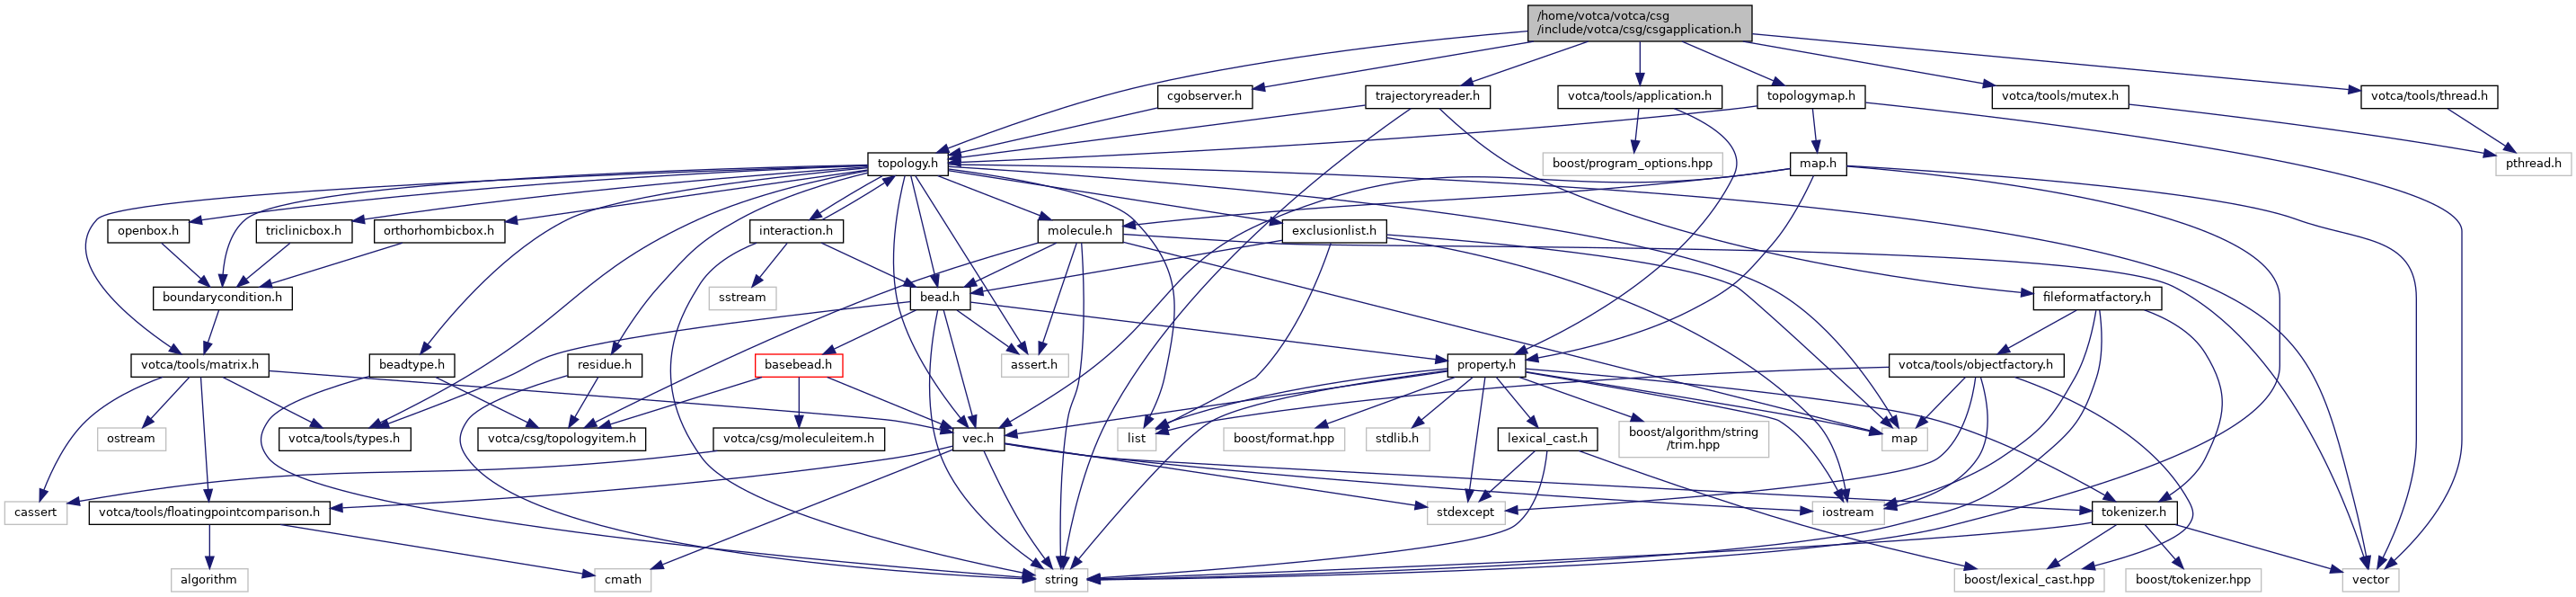 /home/votca/votca/csg
/include/votca/csg/csgapplication.h
cgobserver.h
trajectoryreader.h
votca/tools/application.h
topologymap.h
votca/tools/mutex.h
votca/tools/thread.h
topology.h
boost/program_options.hpp
map.h
pthread.h
openbox.h
triclinicbox.h
orthorhombicbox.h
interaction.h
molecule.h
exclusionlist.h
boundarycondition.h
sstream
bead.h
fileformatfactory.h
votca/tools/matrix.h
beadtype.h
residue.h
basebead.h
assert.h
property.h
votca/tools/objectfactory.h
ostream
votca/tools/types.h
votca/csg/topologyitem.h
votca/csg/moleculeitem.h
vec.h
list
boost/format.hpp
stdlib.h
lexical_cast.h
boost/algorithm/string
/trim.hpp
map
cassert
votca/tools/floatingpointcomparison.h
stdexcept
iostream
tokenizer.h
algorithm
cmath
string
boost/lexical_cast.hpp
boost/tokenizer.hpp
vector